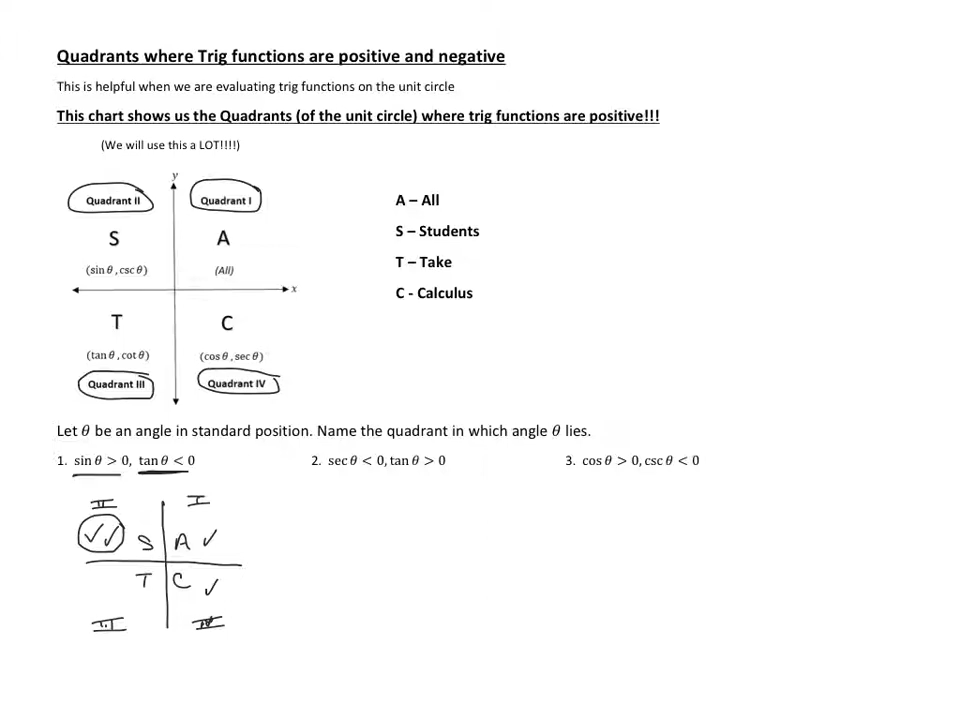 Quadrants where Trig functions are positive and negative
This is helpful when we are evaluating trig functions on the unit circle
This chart shows us the Quadrants (of the unit circle) where trig functions are positive!!!
(We will use this a LOT!!!!)
y
Quadrant II Quadrant I
S A
(sin θ , csc θ) (All)
x
T C
(tan θ , cot θ) (cos θ , sec θ)
Quadrant III Quadrant IV
A – All
S – Students
T – Take
C - Calculus
Let θ be an angle in standard position. Name the quadrant in which angle θ lies.
1. sin θ > 0, tan θ < 0 2. sec θ < 0, tan θ > 0 3. cos θ > 0, csc θ < 0
II I
✓✓ S A ✓
T C ✓
III IV